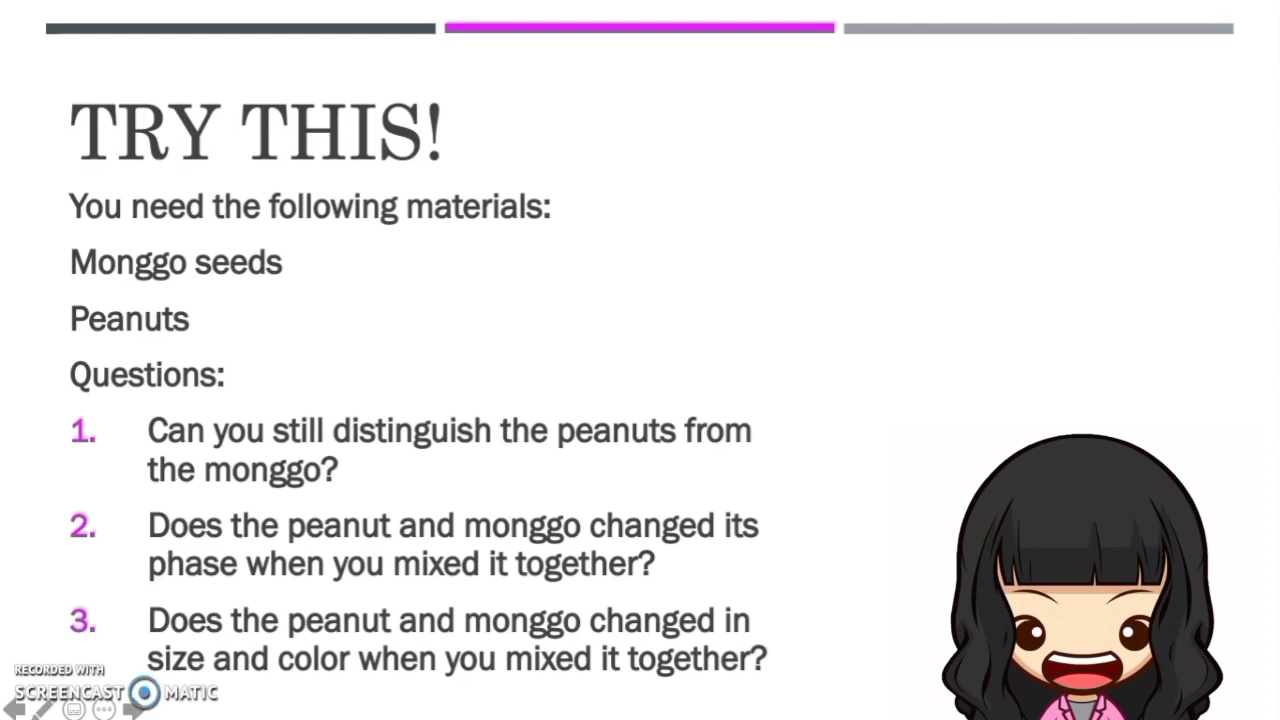 TRY THIS!
You need the following materials:
Monggo seeds
Peanuts
Questions:
1. Can you still distinguish the peanuts from
the monggo?
2. Does the peanut and monggo changed its
phase when you mixed it together?
3. Does the peanut and monggo changed in
size and color when you mixed it together?
RECORDED WITH
SCREENCAST MATIC